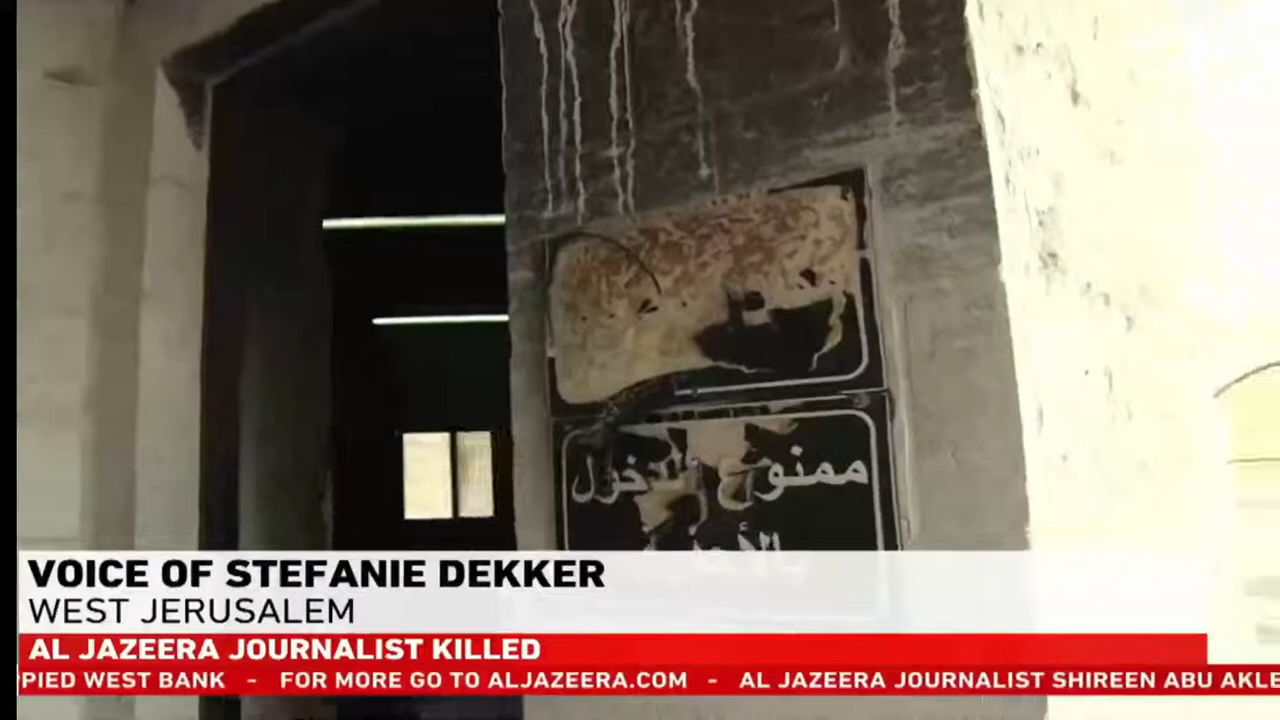 ممنوع الدخول
VOICE OF STEFANIE DEKKER
WEST JERUSALEM
AL JAZEERA JOURNALIST KILLED
PIED WEST BANK - FOR MORE GO TO ALJAZEERA.COM - AL JAZEERA JOURNALIST SHIREEN ABU AKLE